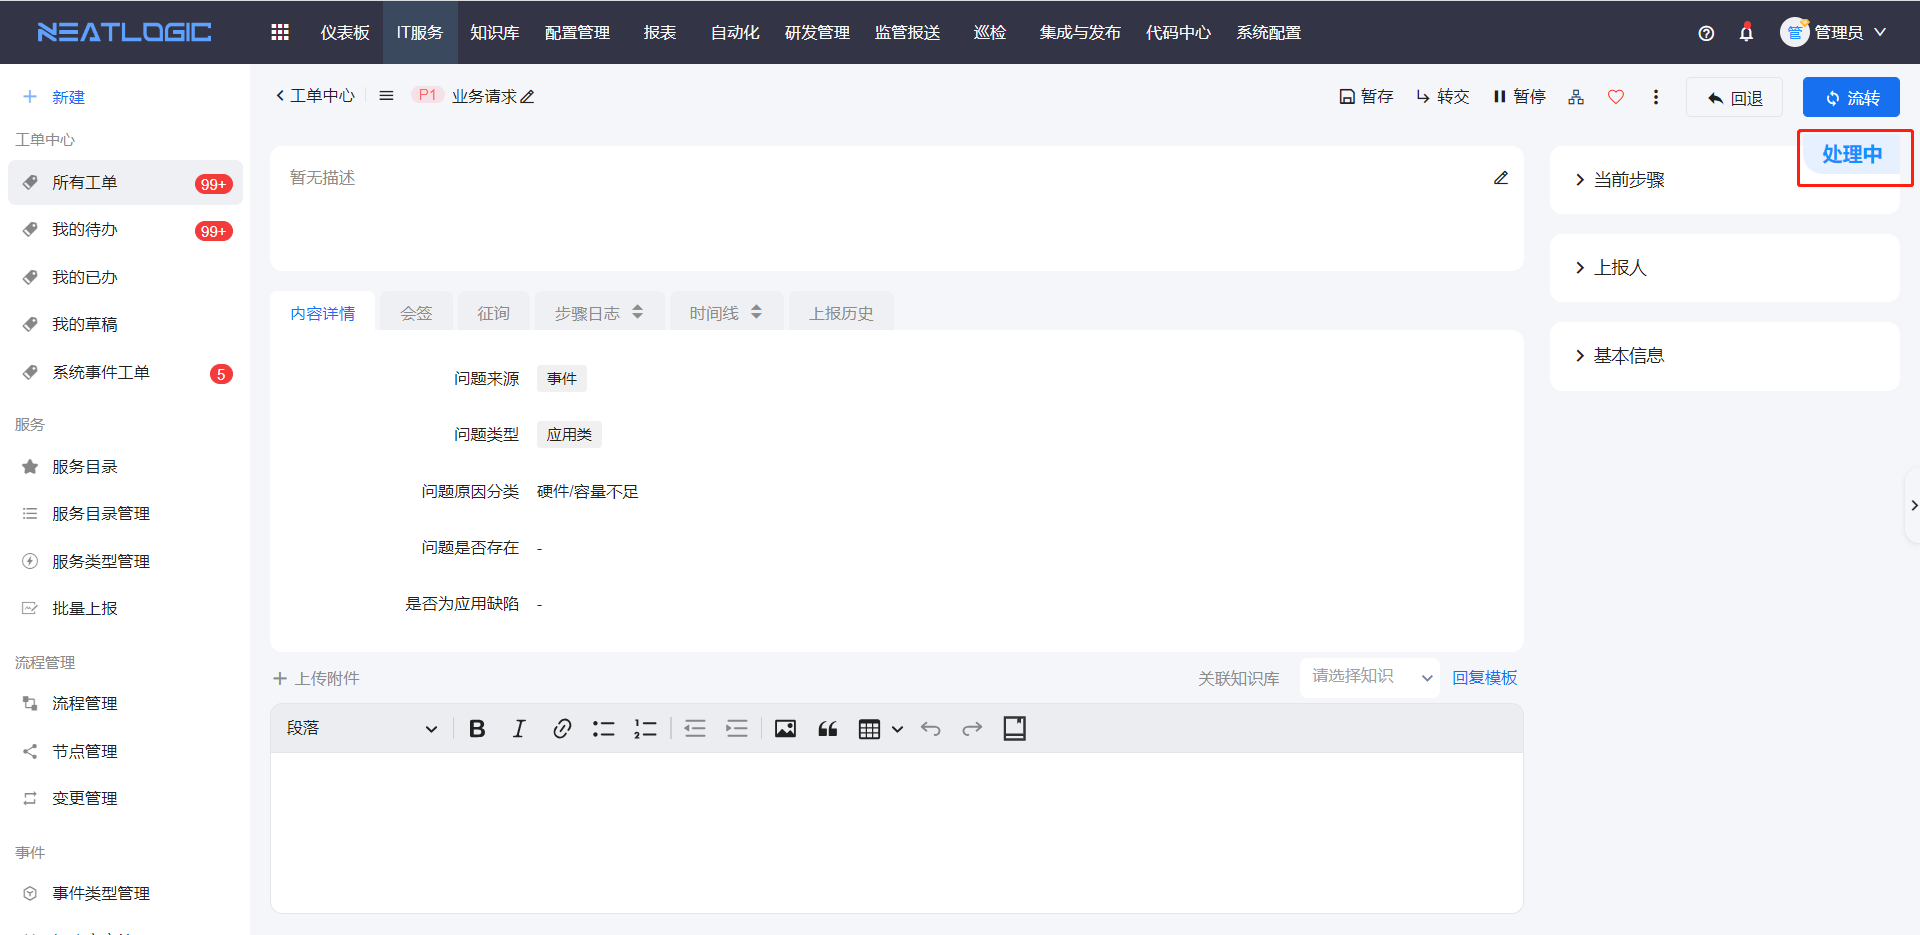 NEATLOGIC 仪表板 IT服务 知识库 配置管理 报表 自动化 研发管理 监管报送 巡检 集成与发布 代码中心 系统配置 管 管理员
新建
工单中心
所有工单 99+
我的待办 99+
我的已办
我的草稿
系统事件工单 5
服务
服务目录
服务目录管理
服务类型管理
批量上报
流程管理
流程管理
节点管理
变更管理
事件
事件类型管理
工单中心 P1 业务请求 暂存 转交 暂停 回退 流转
暂无描述
内容详情 会签 征询 步骤日志 时间线 上报历史
问题来源 事件
问题类型 应用类
问题原因分类 硬件/容量不足
问题是否存在 -
是否为应用缺陷 -
上传附件 关联知识库 请选择知识 回复模板
段落
处理中
当前步骤
上报人
基本信息